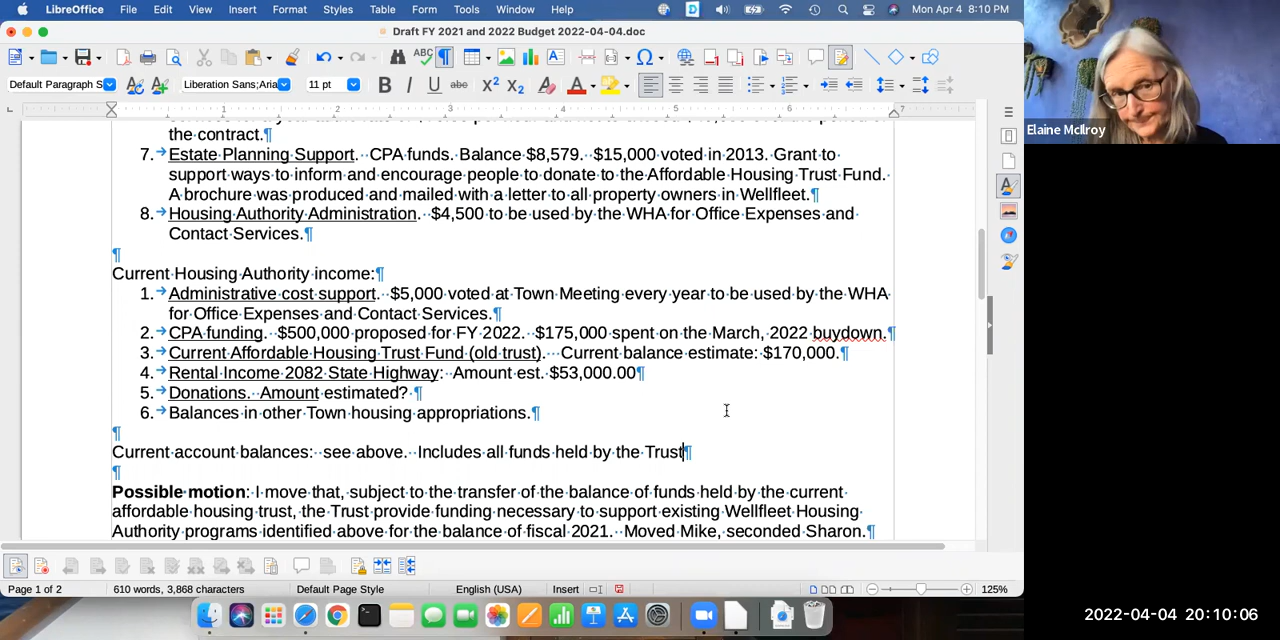 LibreOffice File Edit View Insert Format Styles Table Form Tools Window Help Mon Apr 4 8:10 PM
Draft FY 2021 and 2022 Budget 2022-04-04.doc
Default Paragraph S Liberation Sans;Aria 11 pt
1 2 3 4 5 6 7
the contract.¶
7. Estate Planning Support. CPA funds. Balance $8,579. $15,000 voted in 2013. Grant to
support ways to inform and encourage people to donate to the Affordable Housing Trust Fund.
A brochure was produced and mailed with a letter to all property owners in Wellfleet.¶
8. Housing Authority Administration. $4,500 to be used by the WHA for Office Expenses and
Contact Services.¶
¶
Current Housing Authority income:¶
1. Administrative cost support. $5,000 voted at Town Meeting every year to be used by the WHA
for Office Expenses and Contact Services.¶
2. CPA funding. $500,000 proposed for FY 2022. $175,000 spent on the March, 2022 buydown.¶
3. Current Affordable Housing Trust Fund (old trust). Current balance estimate: $170,000.¶
4. Rental Income 2082 State Highway: Amount est. $53,000.00¶
5. Donations. Amount estimated? ¶
6. Balances in other Town housing appropriations.¶
¶
Current account balances: see above. Includes all funds held by the Trust¶
¶
Possible motion: I move that, subject to the transfer of the balance of funds held by the current
affordable housing trust, the Trust provide funding necessary to support existing Wellfleet Housing
Authority programs identified above for the balance of fiscal 2021. Moved Mike, seconded Sharon.¶
Page 1 of 2 610 words, 3,868 characters Default Page Style English (USA) Insert 125%
Elaine McIlroy
2022-04-04 20:10:06